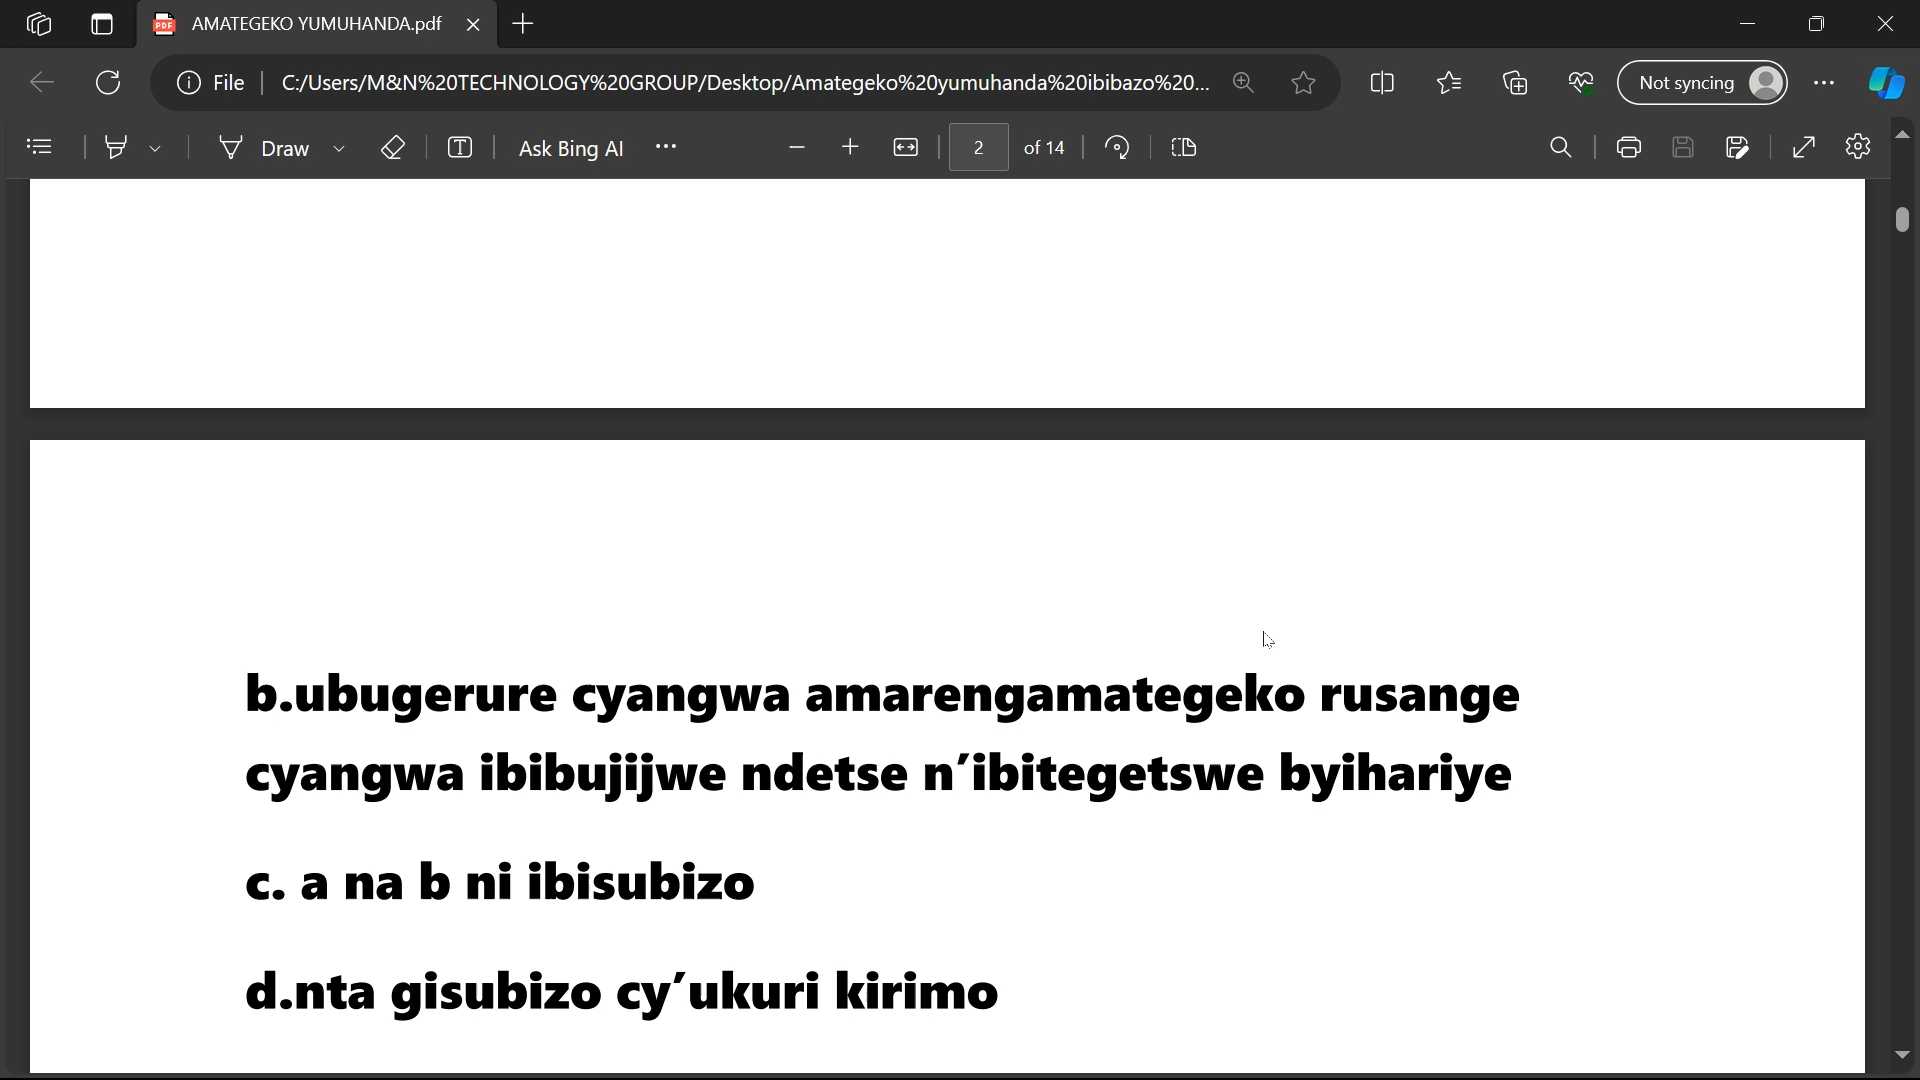 AMATEGEKO YUMUHANDA.pdf
File
C:/Users/M&N%20TECHNOLOGY%20GROUP/Desktop/Amategeko%20yumuhanda%20ibibazo%20...
Not syncing
Draw
Ask Bing AI
2 of 14
b.ubugerure cyangwa amarengamategeko rusange
cyangwa ibibujijwe ndetse n’ibitegetswe byihariye
c. a na b ni ibisubizo
d.nta gisubizo cy’ukuri kirimo